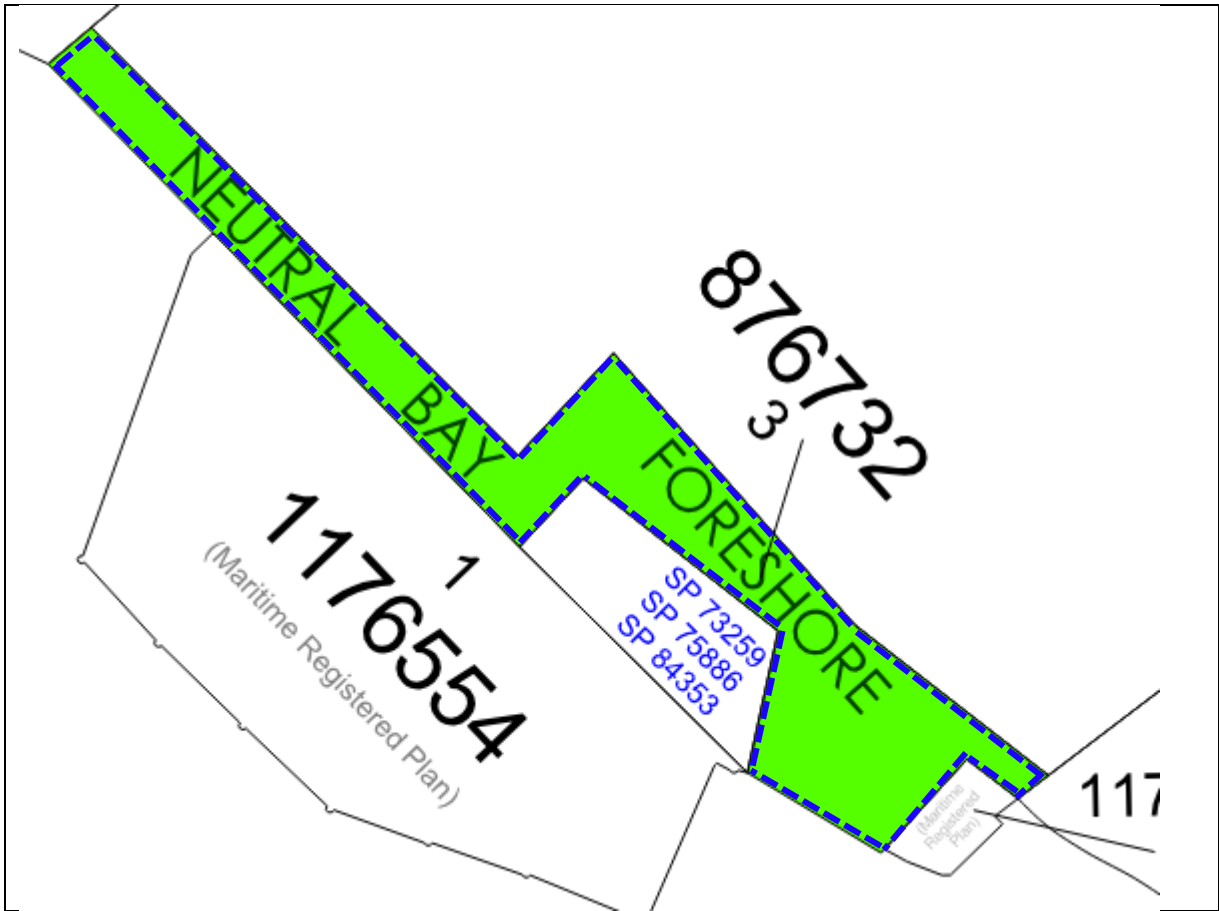 NEUTRAL BAY FORESHORE
876732
3
1
1176554
(Maritime Registered Plan)
SP 73259
SP 75886
SP 84353
(Maritime
Registered
Plan)
117